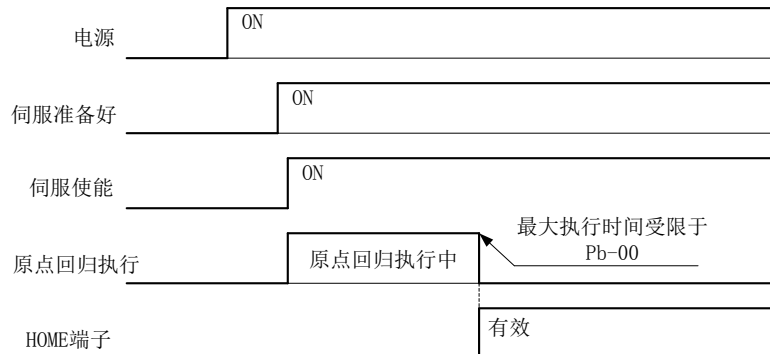 电源
ON
伺服准备好
ON
伺服使能
ON
原点回归执行
原点回归执行中
最大执行时间受限于
Pb-00
HOME端子
有效